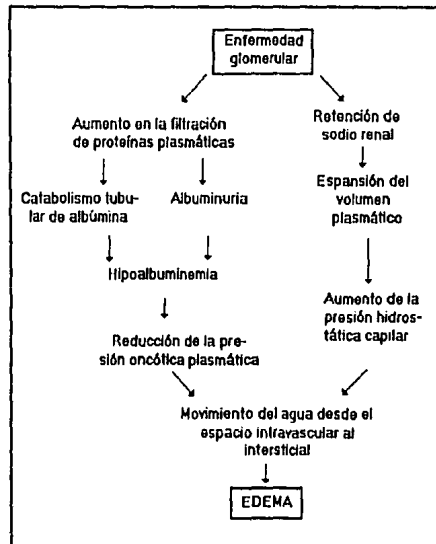 Enfermedad
glomerular
Aumento en la filtración
de proteínas plasmáticas
Retención de
sodio renal
Catabolismo tubu-
lar de albúmina
Albuminuria
Espansión del
volumen
plasmático
Hipoalbuminemia
Aumento de la
presión hidros-
tática capilar
Reducción de la pre-
sión oncótica plasmática
Movimiento del agua desde el
espacio intravascular al
intersticial
EDEMA